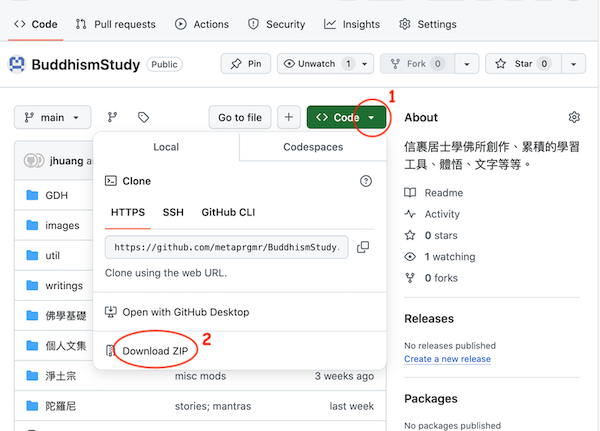 Code Pull requests Actions Security Insights Settings
BuddhismStudy Public Pin Unwatch 1 Fork 0 Star 0
1
main Go to file Code
About
Local Codespaces
信裏居士學佛所創作、累積的學習
工具、體悟、文字等等。
jhuang
Clone
GDH
HTTPS SSH GitHub CLI
Readme
images
Activity
https://github.com/metaprgmr/BuddhismStudy.
0 stars
util
Clone using the web URL.
1 watching
writings
0 forks
佛學基礎
Open with GitHub Desktop
Releases
個人文集
Download ZIP
2
No releases published
Create a new release
淨土宗 misc mods 3 weeks ago
Packages
陀羅尼 stories; mantras last week
No packages published